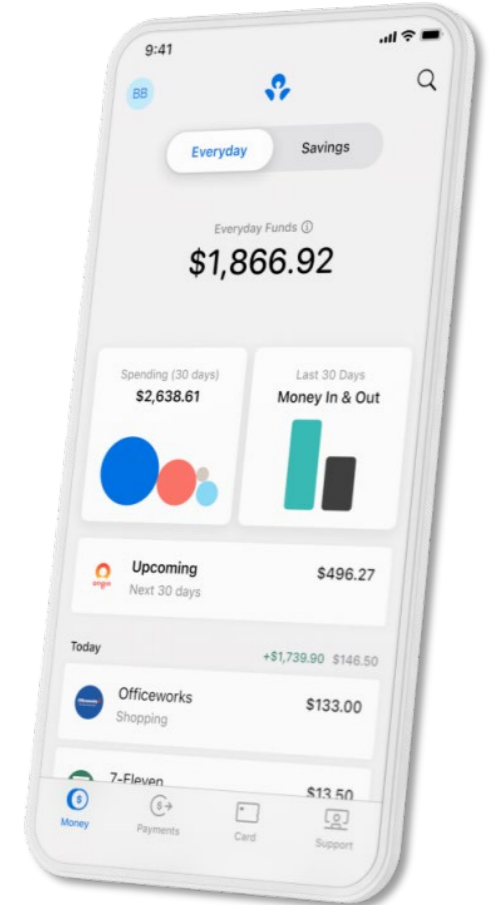 9:41
BB
Everyday Savings
Everyday Funds ⓘ
$1,866.92
Spending (30 days)
$2,638.61
Last 30 Days
Money In & Out
origin
Upcoming
Next 30 days
$496.27
Today
+$1,739.90 $146.50
Officeworks
Officeworks
Shopping
$133.00
7-Eleven
$13.50
Money Payments Card Support